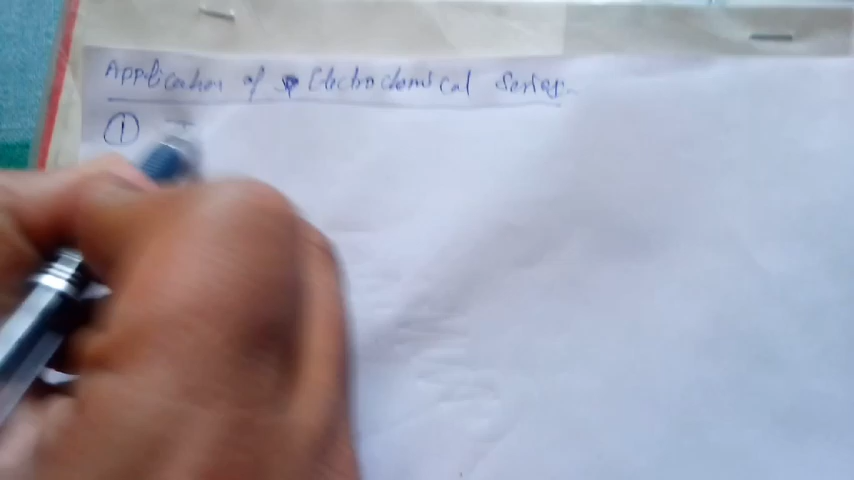 Application of Electrochemical Series.
①